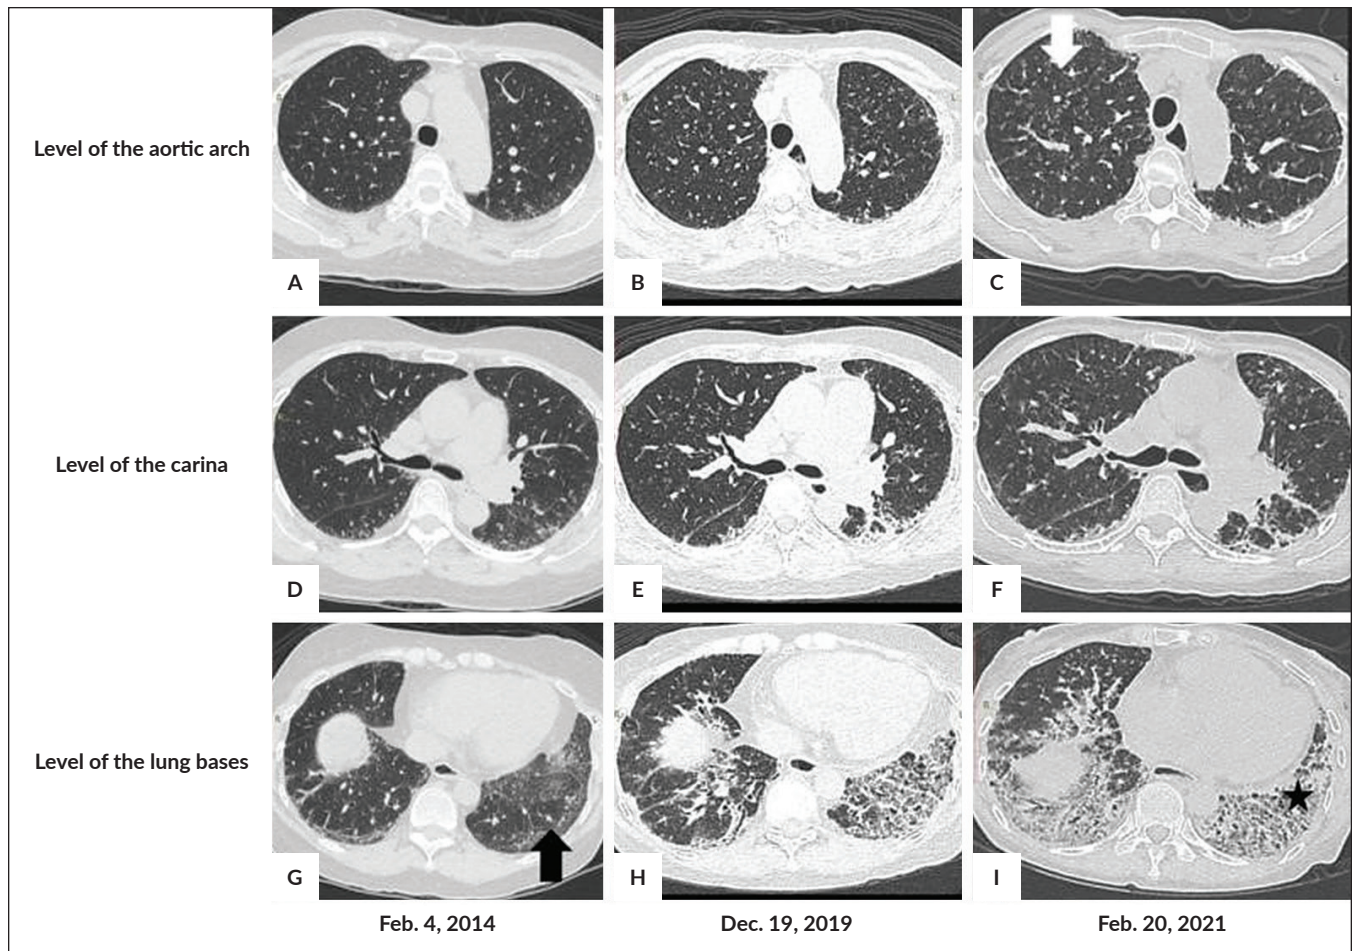 Level of the aortic arch
A
B
C
Level of the carina
D
E
F
Level of the lung bases
G
H
I
Feb. 4, 2014
Dec. 19, 2019
Feb. 20, 2021